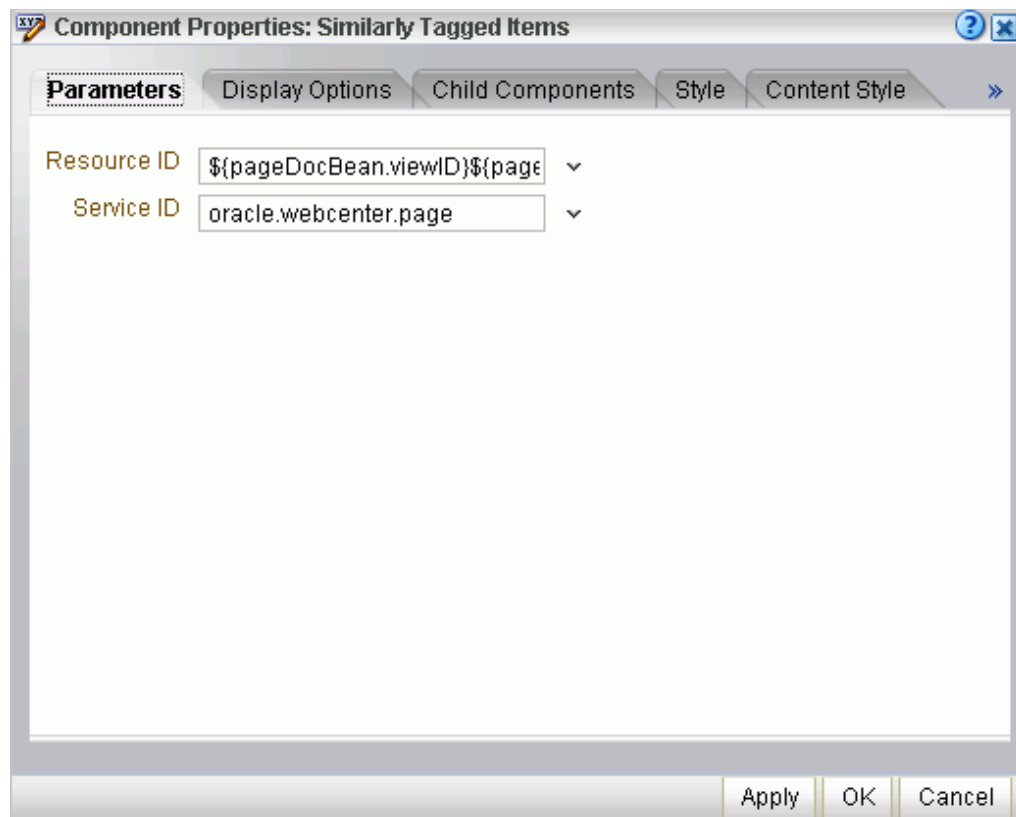 Component Properties: Similarly Tagged Items
Parameters Display Options Child Components Style Content Style »
Resource ID ${pageDocBean.viewID}${page
Service ID oracle.webcenter.page
Apply OK Cancel